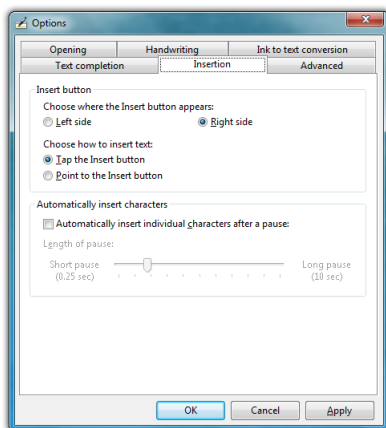 Options
Opening Handwriting Ink to text conversion
Text completion Insertion Advanced
Insert button
Choose where the Insert button appears:
Left side Right side
Choose how to insert text:
Tap the Insert button
Point to the Insert button
Automatically insert characters
Automatically insert individual characters after a pause:
Length of pause:
Short pause Long pause
(0.25 sec) (10 sec)
OK Cancel Apply